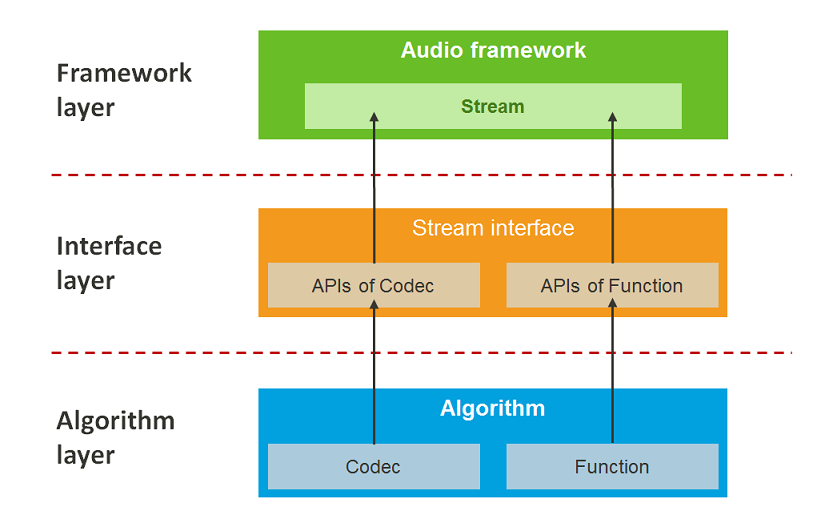 Framework
layer
Audio framework
Stream
Interface
layer
Stream interface
APIs of Codec
APIs of Function
Algorithm
layer
Algorithm
Codec
Function